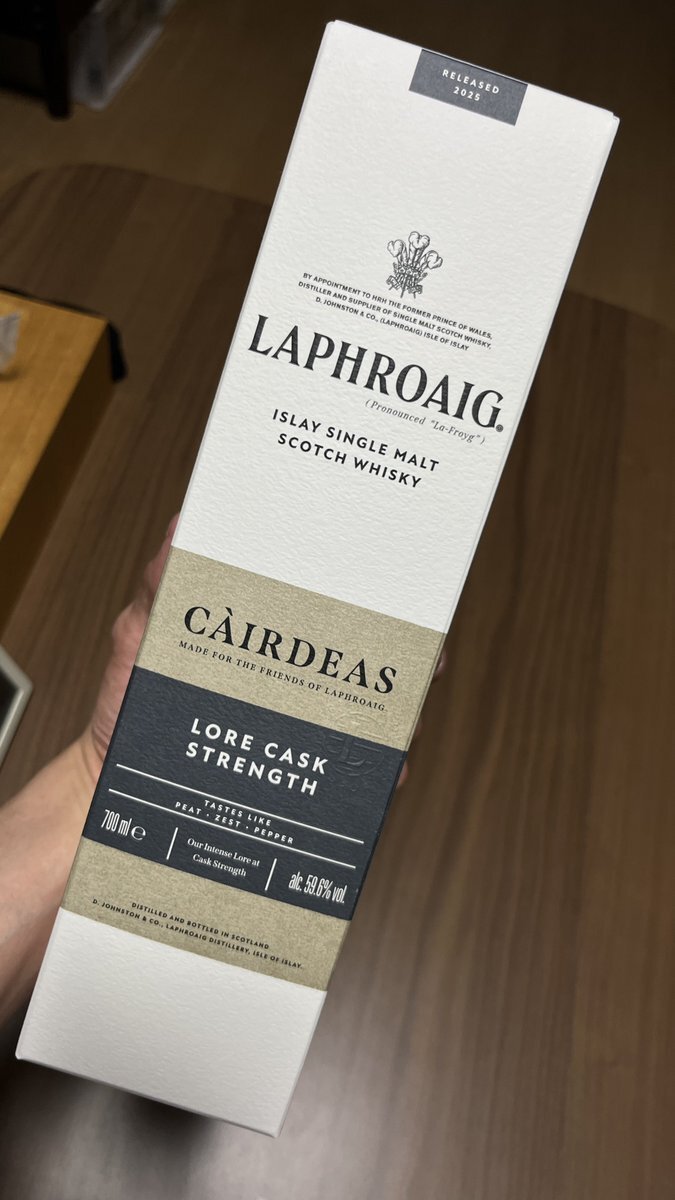 RELEASED
2025
BY APPOINTMENT TO HRH THE FORMER PRINCE OF WALES,
DISTILLER AND SUPPLIER OF SINGLE MALT SCOTCH WHISKY,
D. JOHNSTON & CO., (LAPHROAIG) ISLE OF ISLAY
LAPHROAIG®
(Pronounced "La-Froyg")
ISLAY SINGLE MALT
SCOTCH WHISKY
CÀIRDEAS
MADE FOR THE FRIENDS OF LAPHROAIG
LORE CASK
STRENGTH
TASTES LIKE
PEAT · ZEST · PEPPER
700 ml e
Our Intense Lore at
Cask Strength
alc. 59.6% vol.
DISTILLED AND BOTTLED IN SCOTLAND
D. JOHNSTON & CO., LAPHROAIG DISTILLERY, ISLE OF ISLAY.